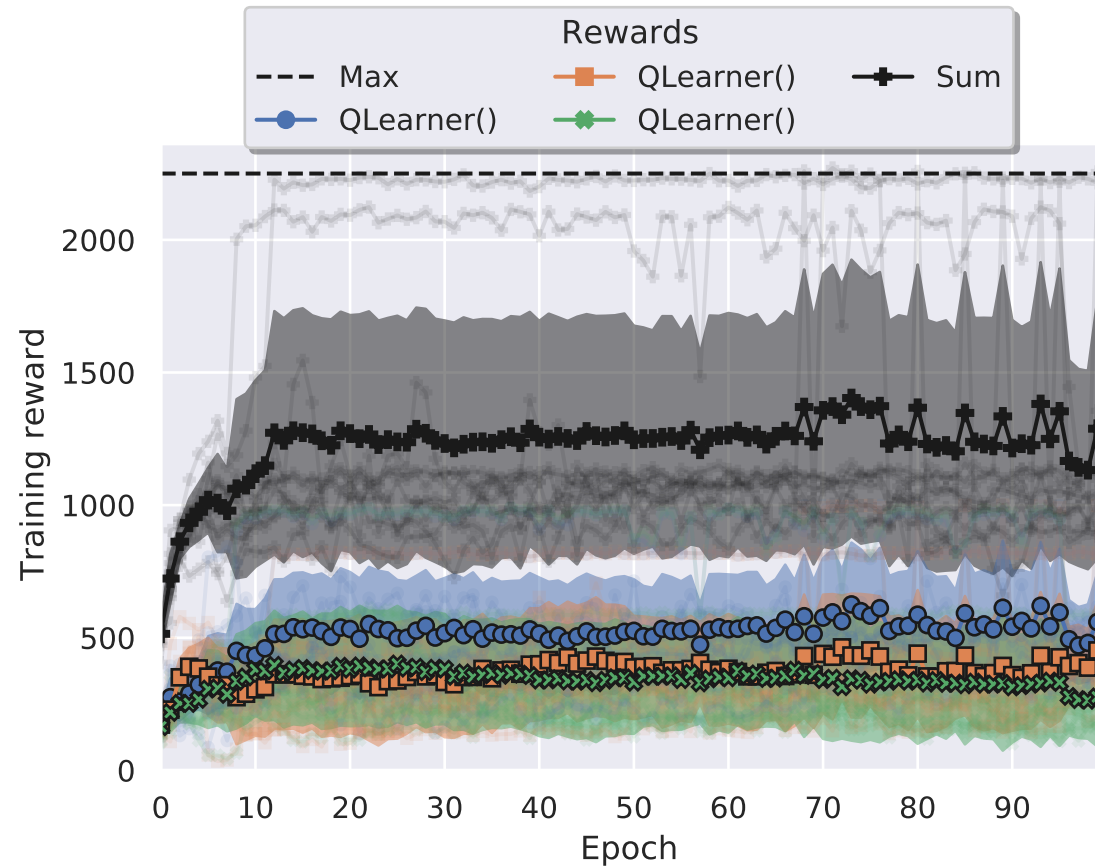 Rewards
Max QLearner() Sum
QLearner() QLearner()
Training reward
2000
1500
1000
500
0
0 10 20 30 40 50 60 70 80 90
Epoch